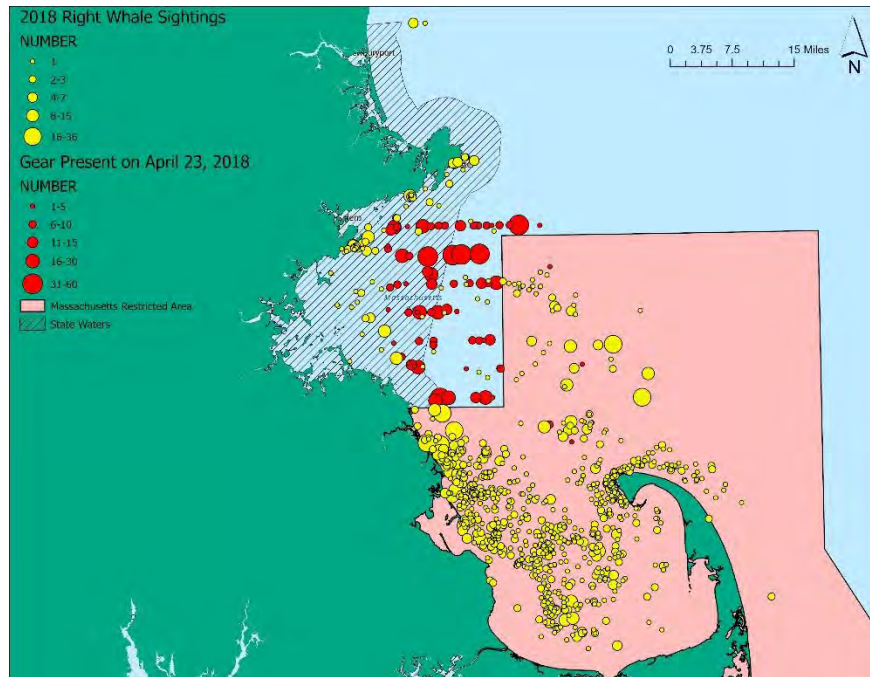 2018 Right Whale Sightings
NUMBER
1
2-3
4-7
8-15
16-36
Gear Present on April 23, 2018
NUMBER
1-5
6-10
11-15
16-30
31-60
Massachusetts Restricted Area
State Waters
0 3.75 7.5 15 Miles
N
Massachusetts